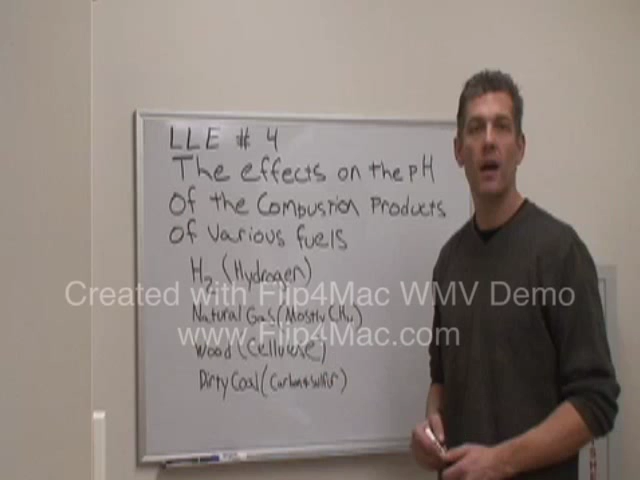 LLE # 4
The effects on the pH
Of the Combustion Products
Of Various fuels
H2 (Hydrogen)
Created with Flip4Mac WMV Demo
Natural Gas (Mostly CH4)
www.Flip4Mac.com
Wood (Cellulose)
Dirty Coal (Carbon & Sulfur)